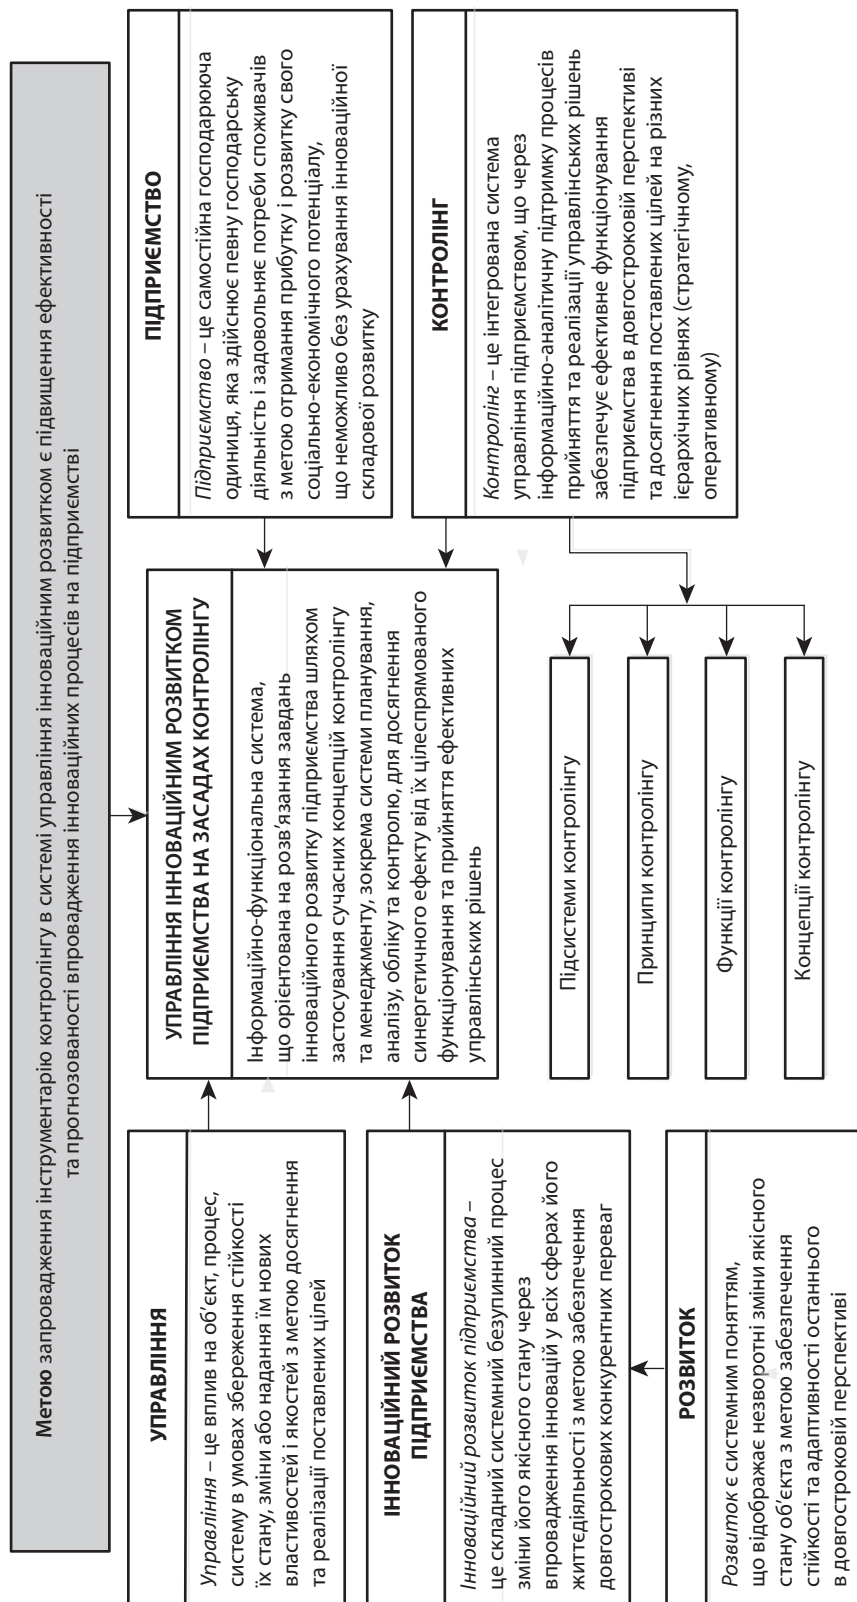 Метою запровадження інструментарію контролінгу в системі управління інноваційним розвитком є підвищення ефективності
та прогнозованості впровадження інноваційних процесів на підприємстві
УПРАВЛІННЯ
Управління – це вплив на об’єкт, процес,
систему в умовах збереження стійкості
їх стану, зміни або надання їм нових
властивостей і якостей з метою досягнення
та реалізації поставлених цілей
ІННОВАЦІЙНИЙ РОЗВИТОК
ПІДПРИЄМСТВА
Інноваційний розвиток підприємства –
це складний системний безупинний процес
зміни його якісного стану через
впровадження інновацій у всіх сферах його
життєдіяльності з метою забезпечення
довгострокових конкурентних переваг
РОЗВИТОК
Розвиток є системним поняттям,
що відображає незворотні зміни якісного
стану об’єкта з метою забезпечення
стійкості та адаптивності останнього
в довгостроковій перспективі
УПРАВЛІННЯ ІННОВАЦІЙНИМ РОЗВИТКОМ
ПІДПРИЄМСТВА НА ЗАСАДАХ КОНТРОЛІНГУ
Інформаційно-функціональна система,
що орієнтована на розв’язання завдань
інноваційного розвитку підприємства шляхом
застосування сучасних концепцій контролінгу
та менеджменту, зокрема системи планування,
аналізу, обліку та контролю, для досягнення
синергетичного ефекту від їх цілеспрямованого
функціонування та прийняття ефективних
управлінських рішень
Підсистеми контролінгу
Принципи контролінгу
Функції контролінгу
Концепції контролінгу
ПІДПРИЄМСТВО
Підприємство – це самостійна господарююча
одиниця, яка здійснює певну господарську
діяльність і задовольняє потреби споживачів
з метою отримання прибутку і розвитку свого
соціально-економічного потенціалу,
що неможливо без урахування інноваційної
складової розвитку
КОНТРОЛІНГ
Контролінг – це інтегрована система
управління підприємством, що через
інформаційно-аналітичну підтримку процесів
прийняття та реалізації управлінських рішень
забезпечує ефективне функціонування
підприємства в довгостроковій перспективі
та досягнення поставлених цілей на різних
ієрархічних рівнях (стратегічному,
оперативному)